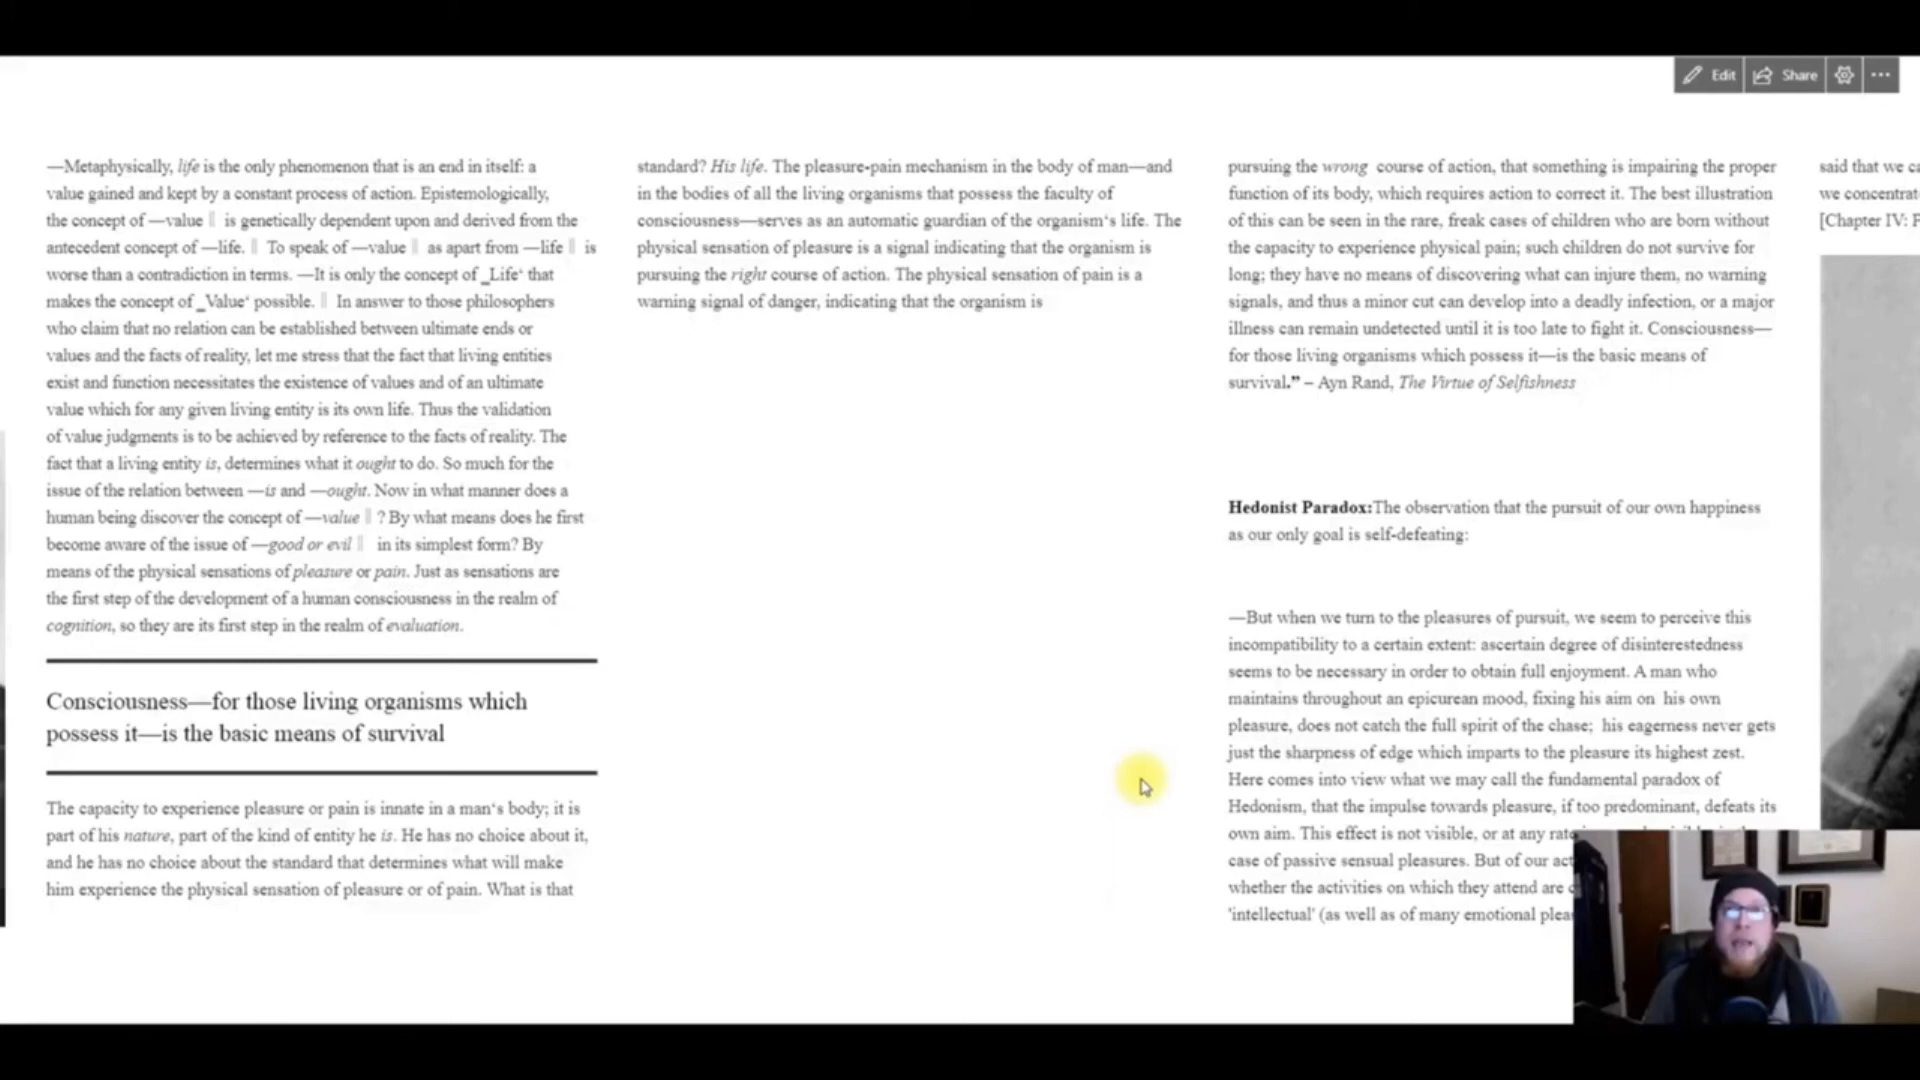 Edit Share
—Metaphysically, life is the only phenomenon that is an end in itself: a
value gained and kept by a constant process of action. Epistemologically,
the concept of ―value‖ is genetically dependent upon and derived from the
antecedent concept of ―life.‖ To speak of ―value‖ as apart from ―life‖ is
worse than a contradiction in terms. ―It is only the concept of _Life‘ that
makes the concept of _Value‘ possible.‖ In answer to those philosophers
who claim that no relation can be established between ultimate ends or
values and the facts of reality, let me stress that the fact that living entities
exist and function necessitates the existence of values and of an ultimate
value which for any given living entity is its own life. Thus the validation
of value judgments is to be achieved by reference to the facts of reality. The
fact that a living entity is, determines what it ought to do. So much for the
issue of the relation between ―is and ―ought. Now in what manner does a
human being discover the concept of ―value‖? By what means does he first
become aware of the issue of ―good or evil‖ in its simplest form? By
means of the physical sensations of pleasure or pain. Just as sensations are
the first step of the development of a human consciousness in the realm of
cognition, so they are its first step in the realm of evaluation.
Consciousness—for those living organisms which
possess it—is the basic means of survival
The capacity to experience pleasure or pain is innate in a man‘s body; it is
part of his nature, part of the kind of entity he is. He has no choice about it,
and he has no choice about the standard that determines what will make
him experience the physical sensation of pleasure or of pain. What is that
standard? His life. The pleasure-pain mechanism in the body of man—and
in the bodies of all the living organisms that possess the faculty of
consciousness—serves as an automatic guardian of the organism‘s life. The
physical sensation of pleasure is a signal indicating that the organism is
pursuing the right course of action. The physical sensation of pain is a
warning signal of danger, indicating that the organism is
pursuing the wrong course of action, that something is impairing the proper
function of its body, which requires action to correct it. The best illustration
of this can be seen in the rare, freak cases of children who are born without
the capacity to experience physical pain; such children do not survive for
long; they have no means of discovering what can injure them, no warning
signals, and thus a minor cut can develop into a deadly infection, or a major
illness can remain undetected until it is too late to fight it. Consciousness—
for those living organisms which possess it—is the basic means of
survival.” – Ayn Rand, The Virtue of Selfishness
Hedonist Paradox:The observation that the pursuit of our own happiness
as our only goal is self-defeating:
—But when we turn to the pleasures of pursuit, we seem to perceive this
incompatibility to a certain extent: ascertain degree of disinterestedness
seems to be necessary in order to obtain full enjoyment. A man who
maintains throughout an epicurean mood, fixing his aim on his own
pleasure, does not catch the full spirit of the chase; his eagerness never gets
just the sharpness of edge which imparts to the pleasure its highest zest.
Here comes into view what we may call the fundamental paradox of
Hedonism, that the impulse towards pleasure, if too predominant, defeats its
own aim. This effect is not visible, or at any rate
case of passive sensual pleasures. But of our
whether the activities on which they attend are
'intellectual' (as well as of many emotional
said that we
we
[Chapter IV: